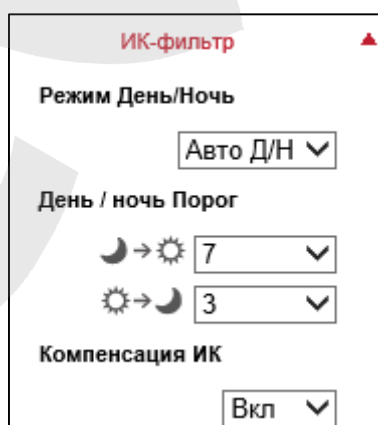 ИК-фильтр
Режим День/Ночь
Авто Д/Н
День / ночь Порог
7
3
Компенсация ИК
Вкл